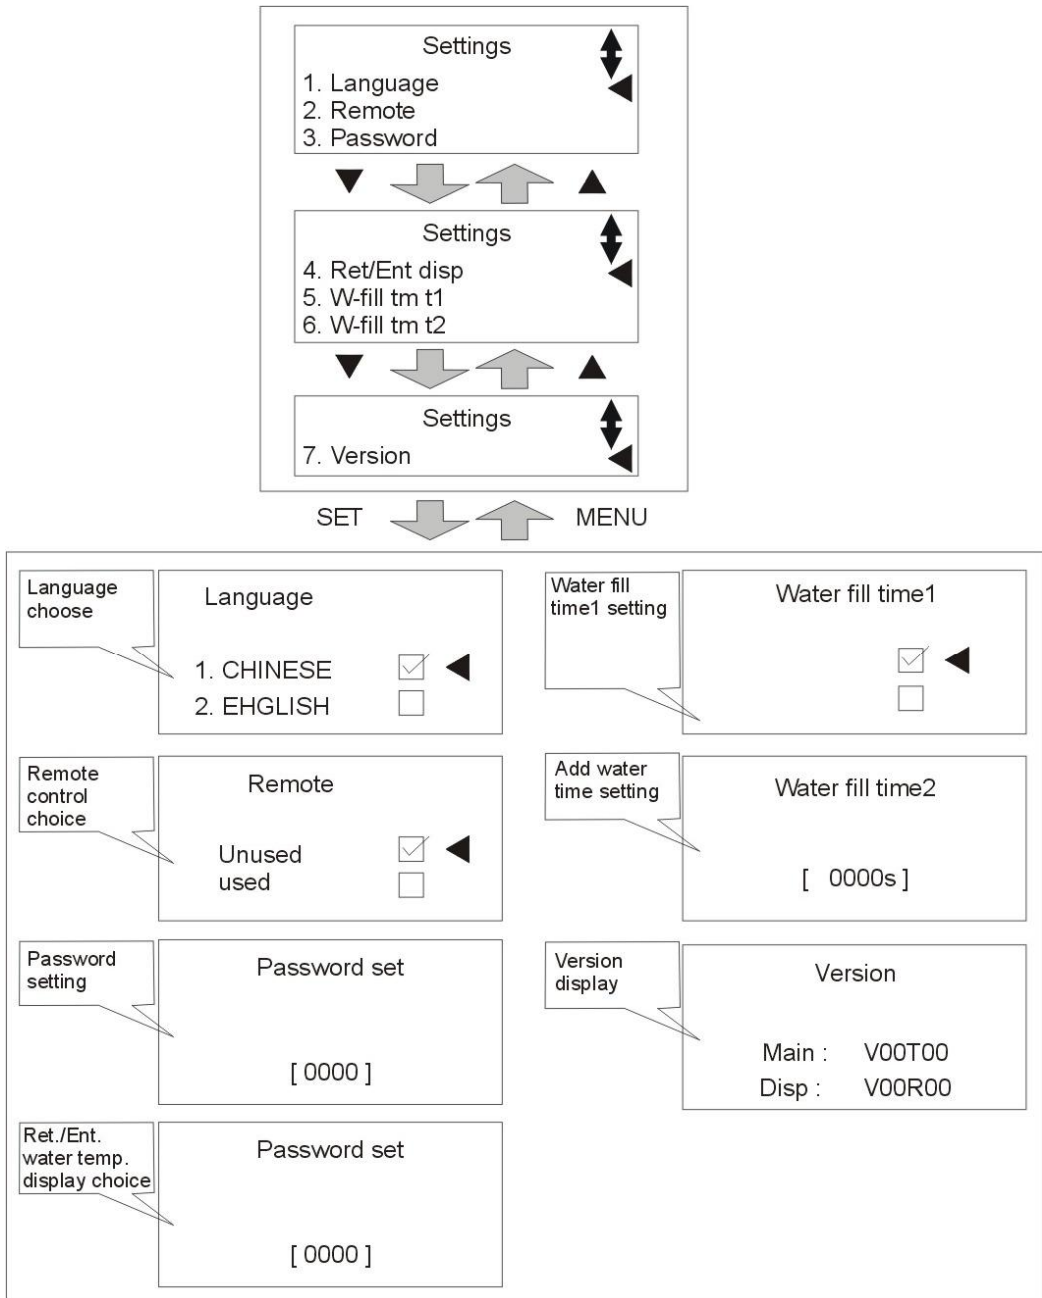 Settings
1. Language
2. Remote
3. Password
Settings
4. Ret/Ent disp
5. W-fill tm t1
6. W-fill tm t2
Settings
7. Version
SET
MENU
Language
choose
Language
1. CHINESE
2. EHGLISH
Remote
control
choice
Remote
Unused
used
Password
setting
Password set
[ 0000 ]
Ret./Ent.
water temp.
display choice
Password set
[ 0000 ]
Water fill
time1 setting
Water fill time1
Add water
time setting
Water fill time2
[ 0000s ]
Version
display
Version
Main : V00T00
Disp : V00R00